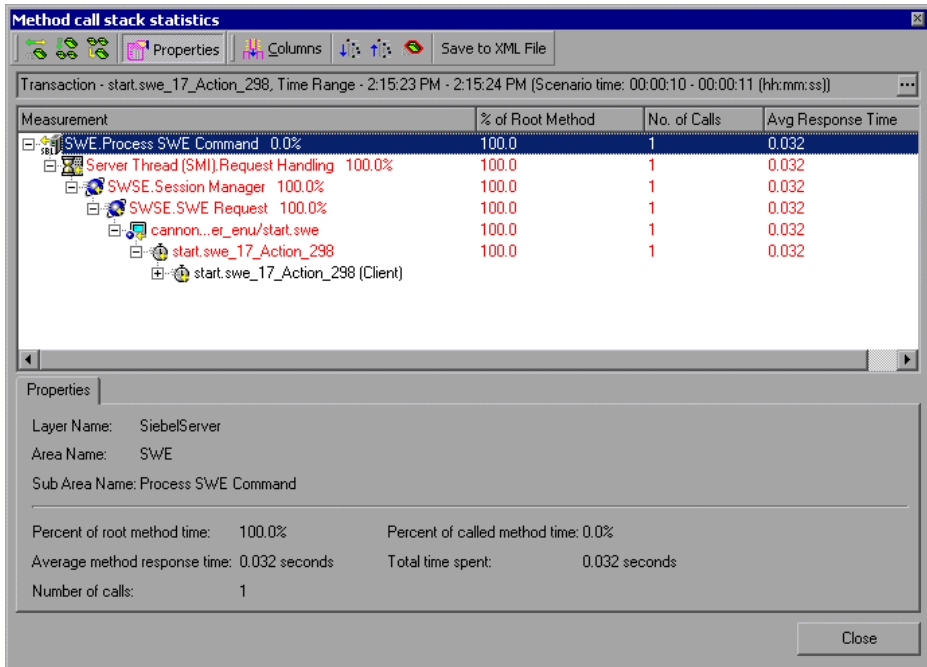 Method call stack statistics
Properties Columns Save to XML File
Transaction - start.swe_17_Action_298, Time Range - 2:15:23 PM - 2:15:24 PM (Scenario time: 00:00:10 - 00:00:11 (hh:mm:ss)) ...
Measurement % of Root Method No. of Calls Avg Response Time
SBL SWE.Process SWE Command 0.0% 100.0 1 0.032
Server Thread (SMI).Request Handling 100.0% 100.0 1 0.032
SWSE.Session Manager 100.0% 100.0 1 0.032
SWSE.SWE Request 100.0% 100.0 1 0.032
cannon...er_enu/start.swe 100.0 1 0.032
start.swe_17_Action_298 100.0 1 0.032
start.swe_17_Action_298 (Client)
Properties
Layer Name: SiebelServer
Area Name: SWE
Sub Area Name: Process SWE Command
Percent of root method time: 100.0% Percent of called method time: 0.0%
Average method response time: 0.032 seconds Total time spent: 0.032 seconds
Number of calls: 1
Close